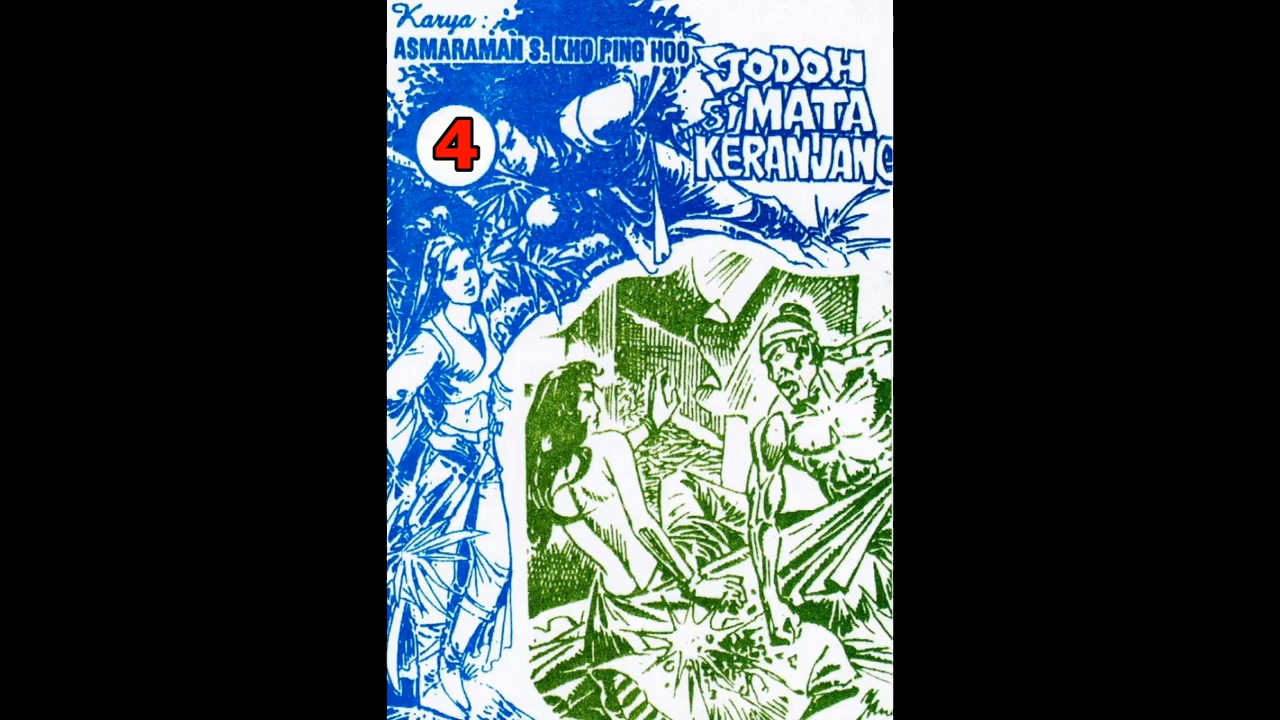 Karya :
ASMARAMAN S. KHO PING HOO
JODOH
si MATA
KERANJANG
4